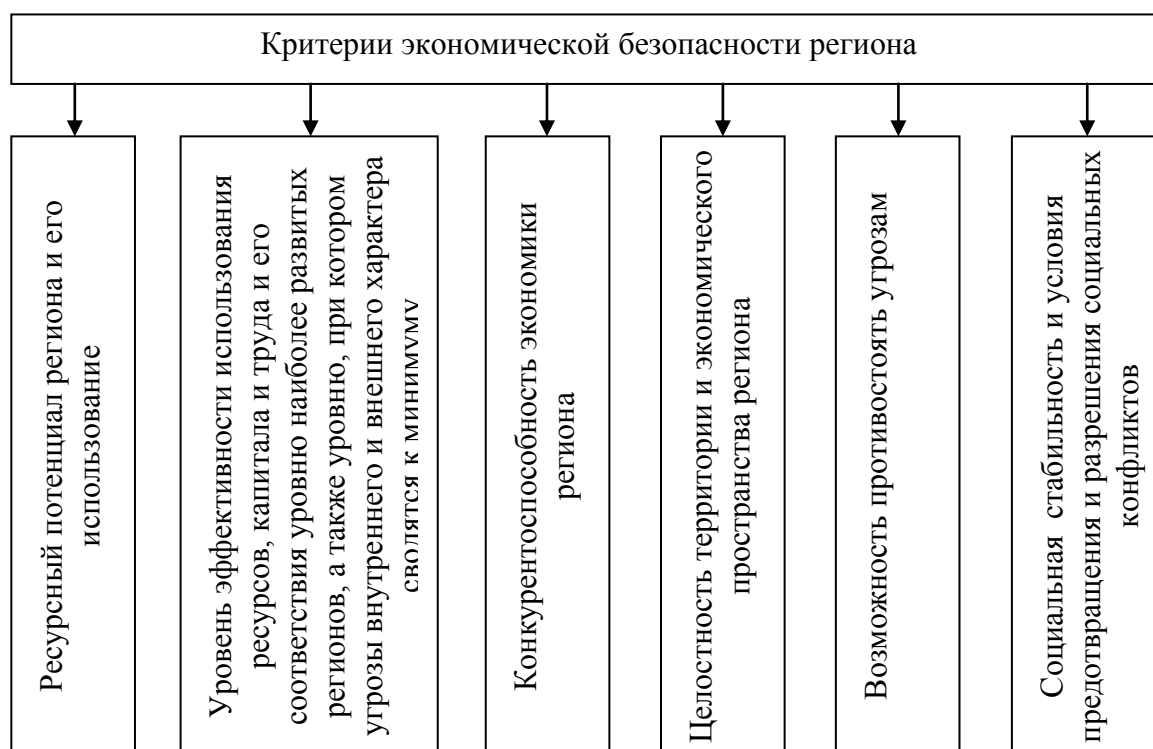 Критерии экономической безопасности региона
Ресурсный потенциал региона и его
использование
Уровень эффективности использования
ресурсов, капитала и труда и его
соответствия уровню наиболее развитых
регионов, а также уровню, при котором
угрозы внутреннего и внешнего характера
сводятся к минимуму
Конкурентоспособность экономики
региона
Целостность территории и экономического
пространства региона
Возможность противостоять угрозам
Социальная стабильность и условия
предотвращения и разрешения социальных
конфликтов